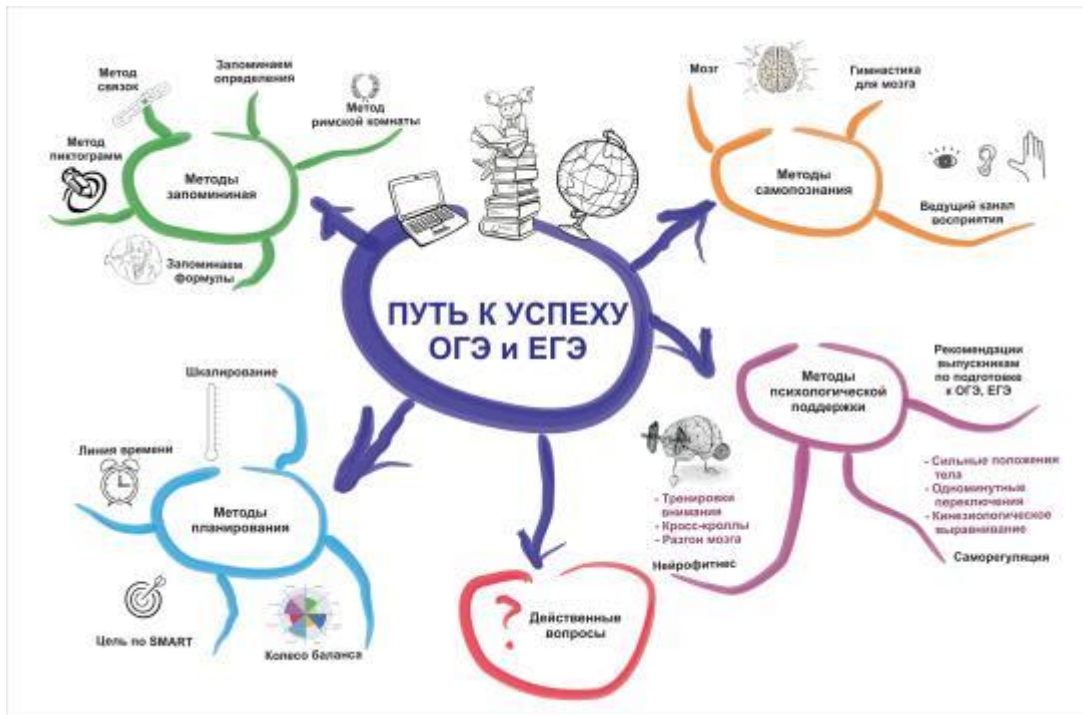 Метод
связок
Запоминаем
определения
Метод
римской комнаты
Метод
пиктограмм
Методы
запомининая
Запоминаем
формулы
Мозг
Гимнастика
для мозга
Методы
самопознания
Ведущий канал
восприятия
ПУТЬ К УСПЕХУ
ОГЭ и ЕГЭ
Шкалирование
Линия времени
Методы
планирования
Цель по SMART
Колесо баланса
Методы
психологической
поддержки
Рекомендации
выпускникам
по подготовке
к ОГЭ, ЕГЭ
- Тренировки
внимания
- Кросс-кроллы
- Разгон мозга
Нейрофитнес
- Сильные положения
тела
- Одноминутные
переключения
- Кинезиологическое
выравнивание
Саморегуляция
?
Действенные
вопросы